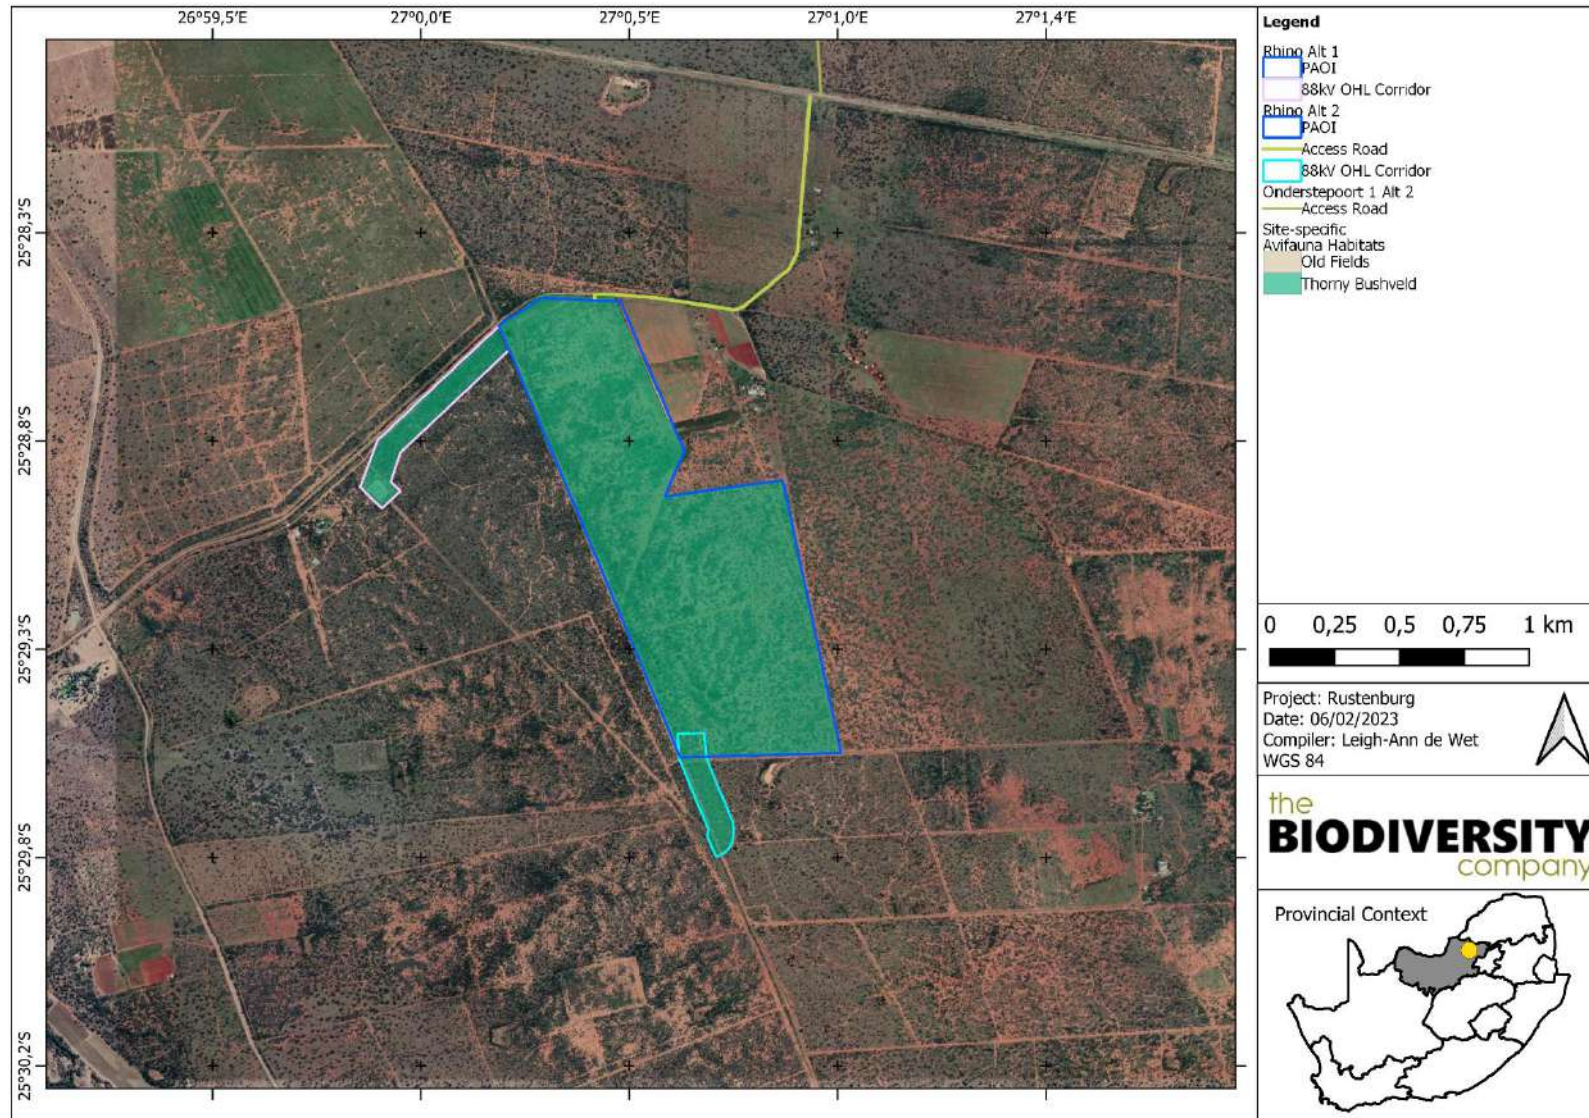 26°59,5′E 27°0,0′E 27°0,5′E 27°1,0′E 27°1,4′E
25°28,3′S
25°28,8′S
25°29,3′S
25°29,8′S
25°30,2′S
Legend
Rhino Alt 1
PAOI
88kV OHL Corridor
Rhino Alt 2
PAOI
Access Road
88kV OHL Corridor
Onderstepoort 1 Alt 2
Access Road
Site-specific
Avifauna Habitats
Old Fields
Thorny Bushveld
0 0,25 0,5 0,75 1 km
Project: Rustenburg
Date: 06/02/2023
Compiler: Leigh-Ann de Wet
WGS 84
the
BIODIVERSITY
company
Provincial Context